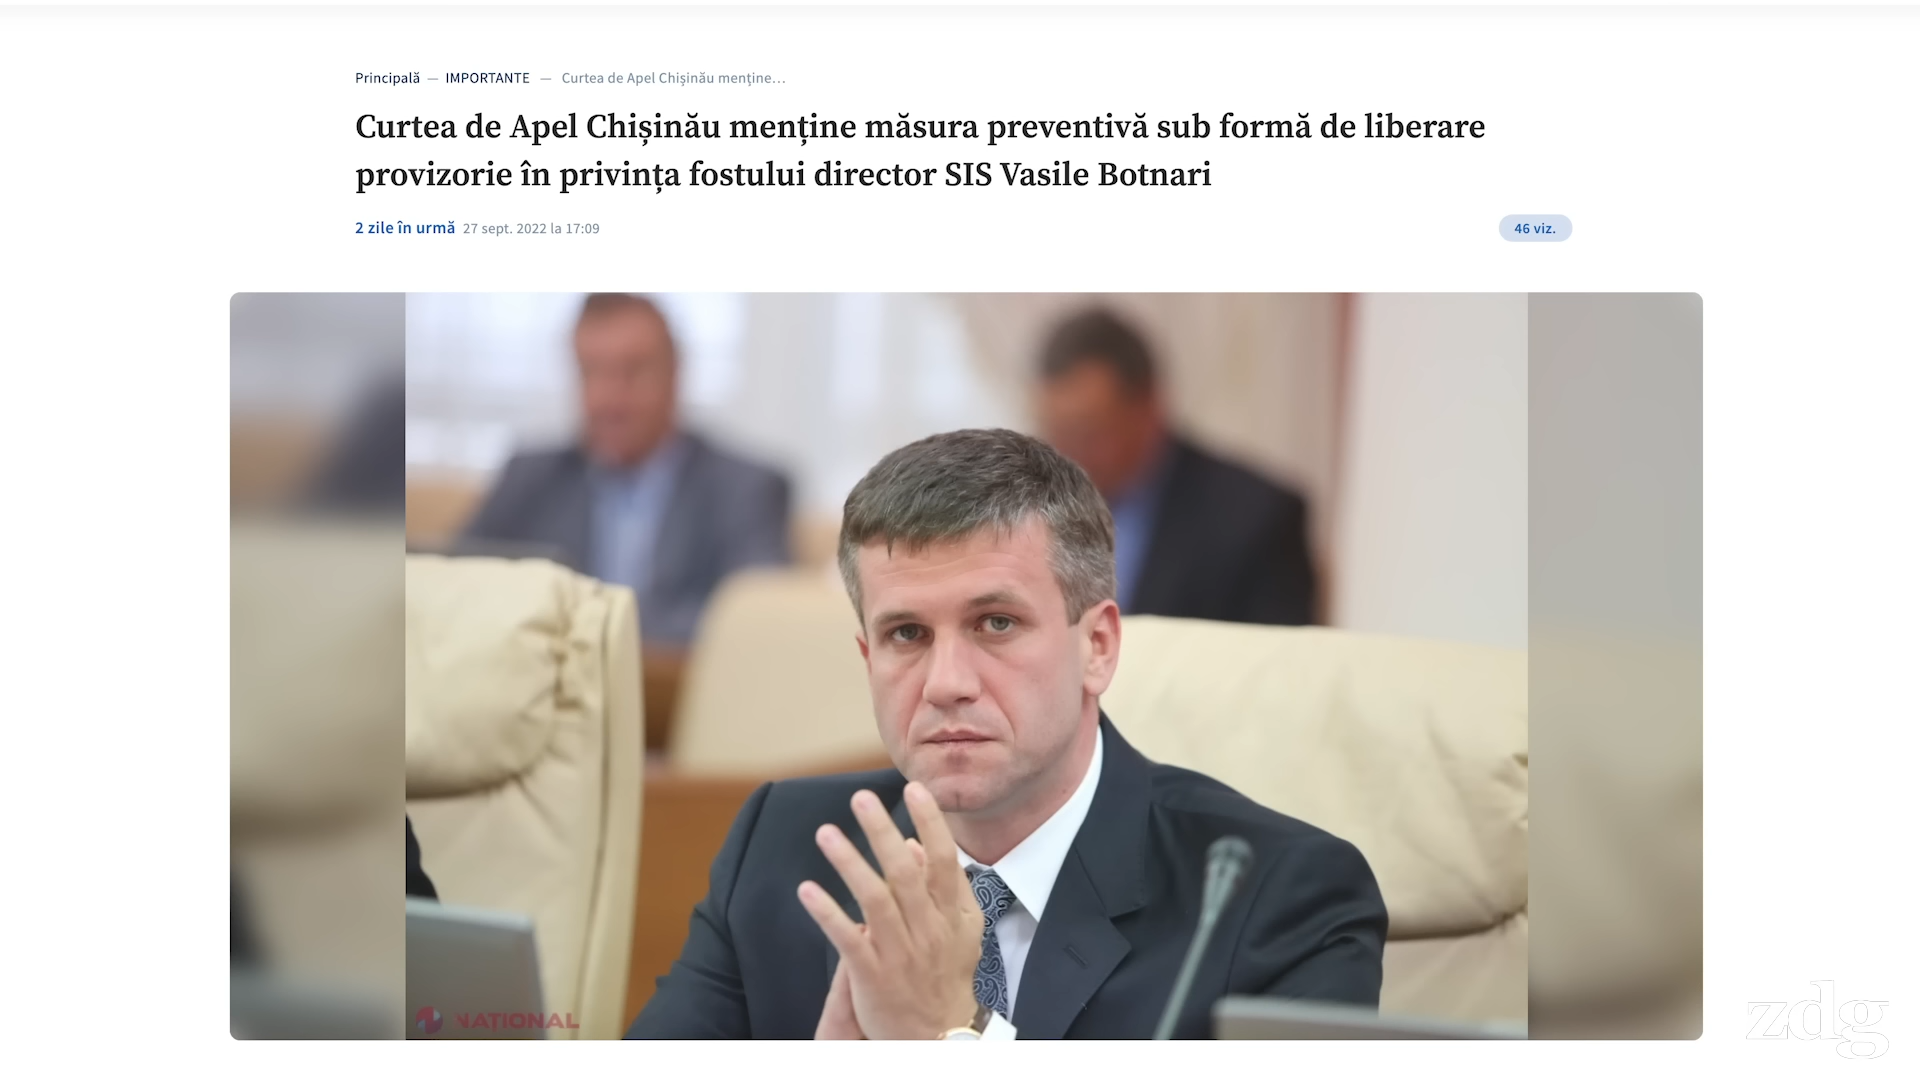 Principală — IMPORTANTE — Curtea de Apel Chișinău menține...
Curtea de Apel Chișinău menține măsura preventivă sub formă de liberare
provizorie în privința fostului director SIS Vasile Botnari
2 zile în urmă 27 sept. 2022 la 17:09
46 viz.
NATIONAL
zdg